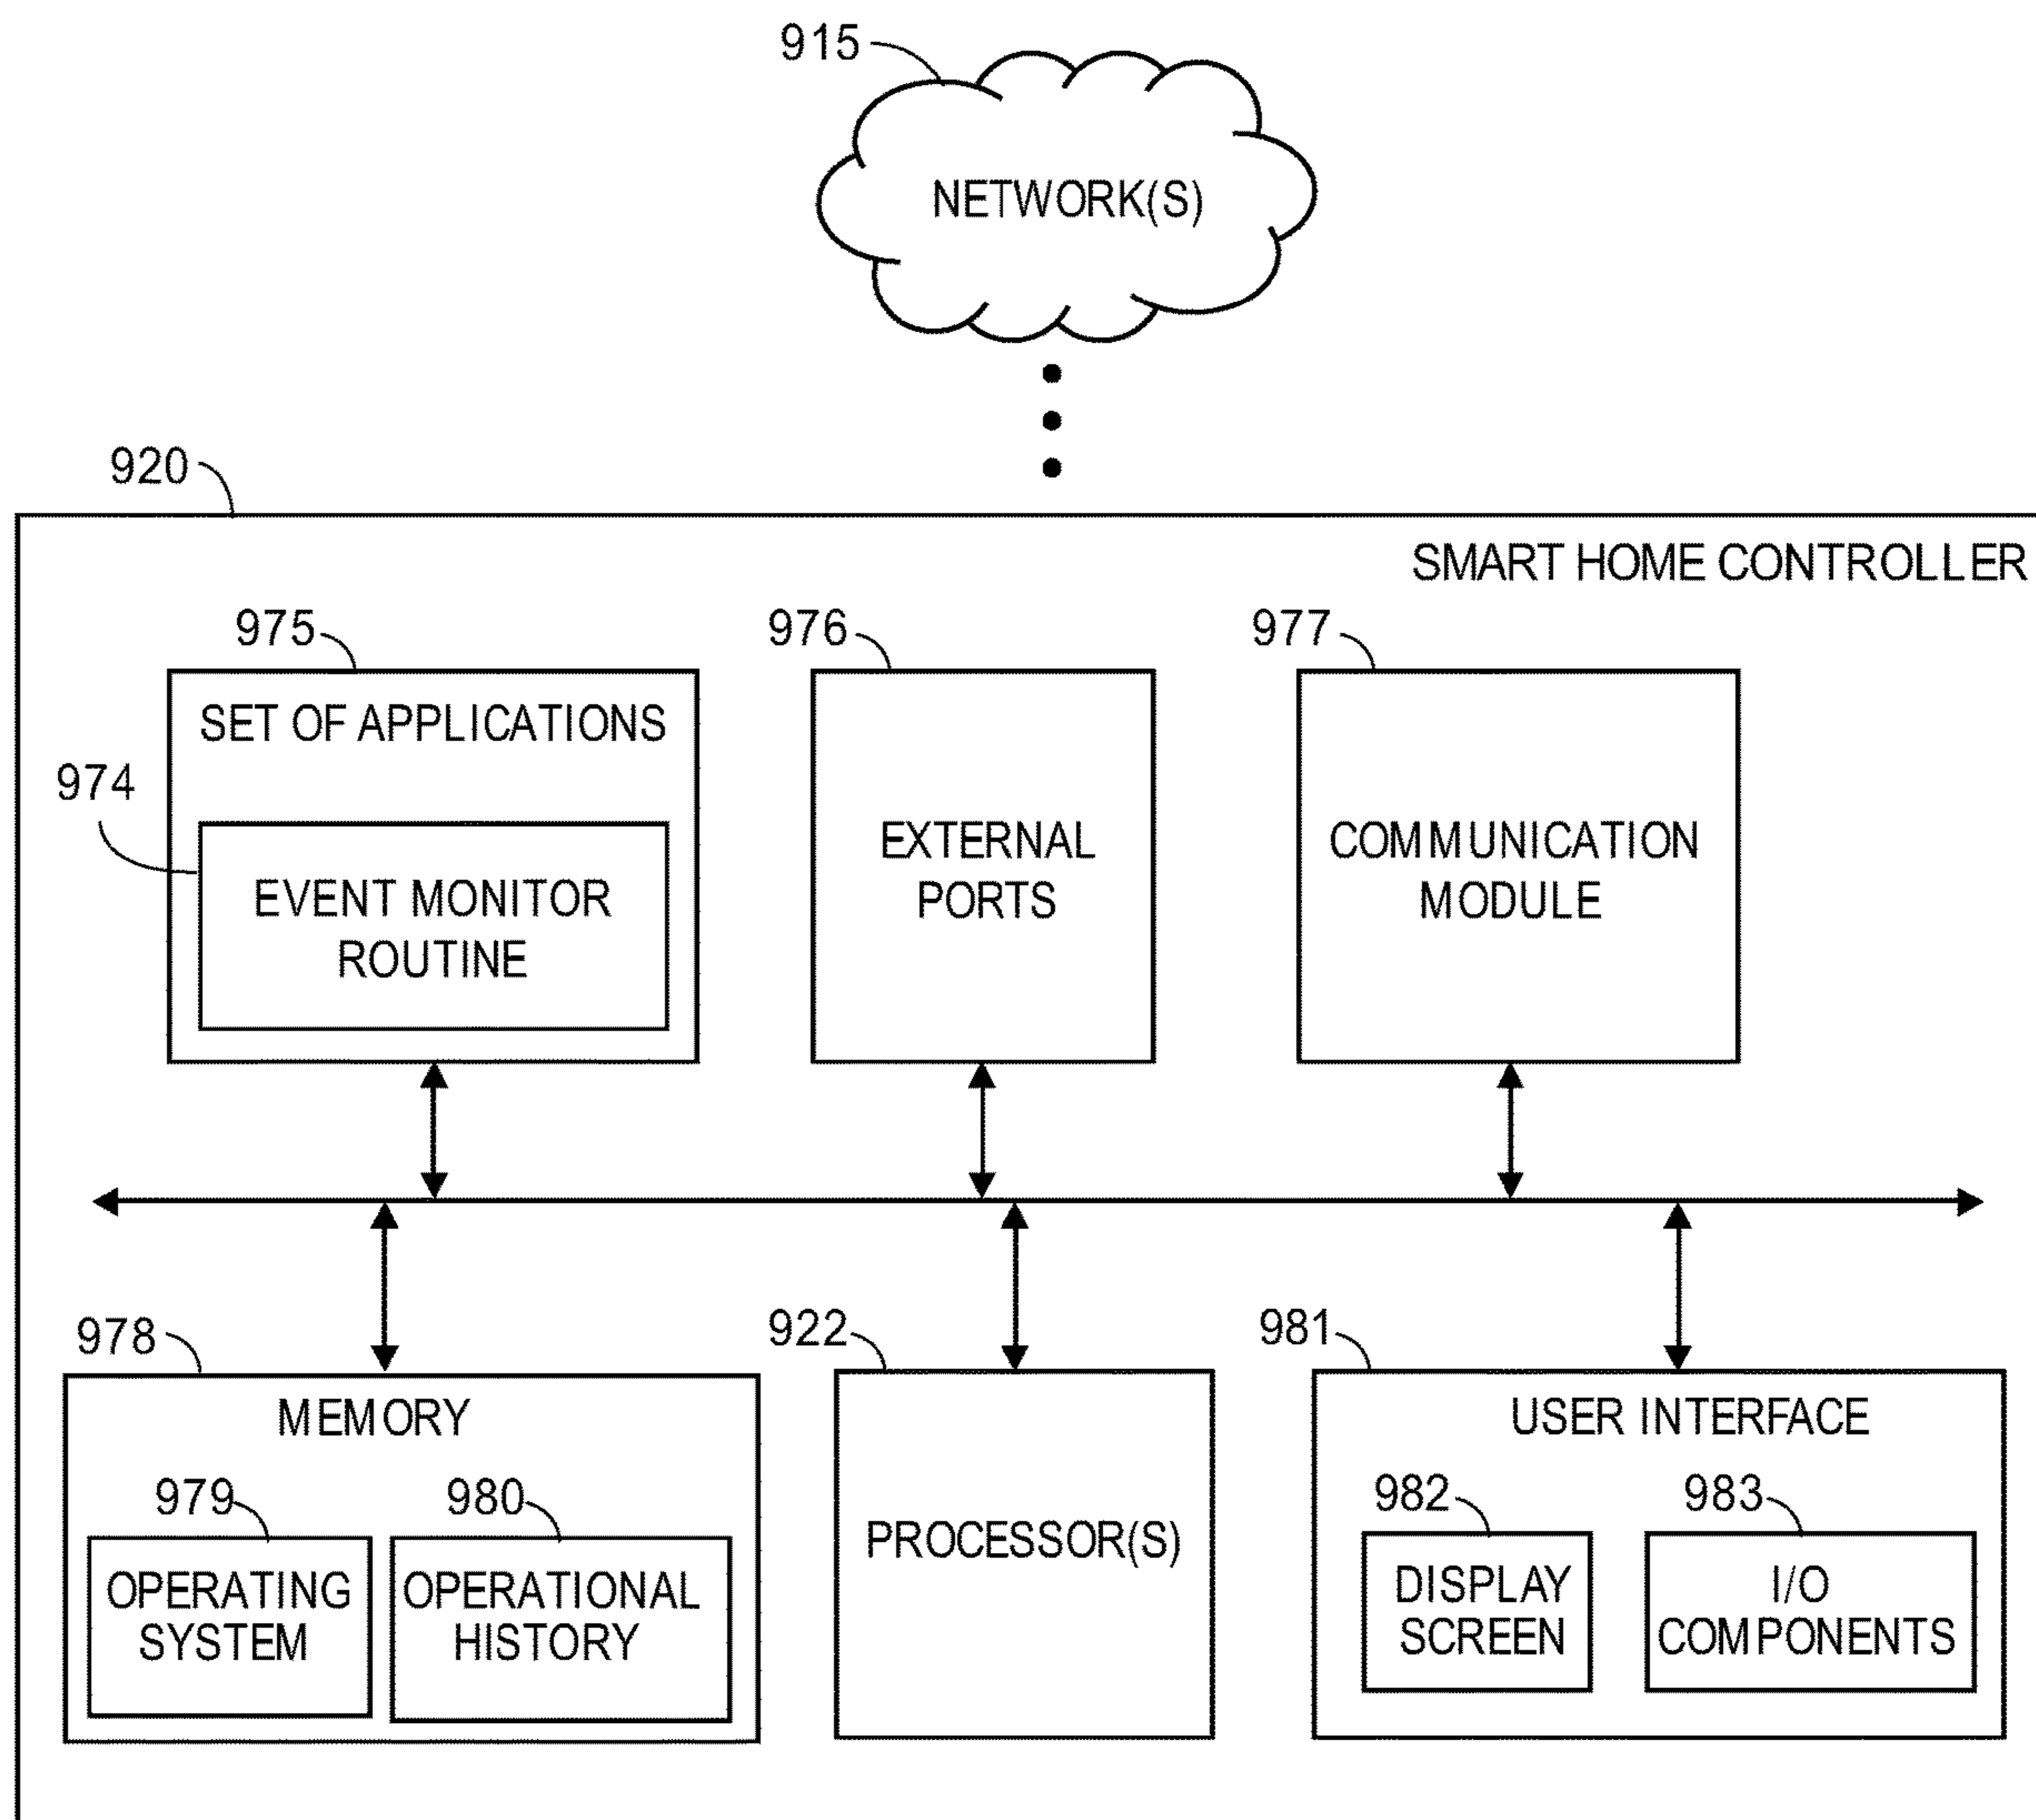 915
NETWORK(S)
920
SMART HOME CONTROLLER
975
976
977
SET OF APPLICATIONS
974
EVENT MONITOR
ROUTINE
EXTERNAL
PORTS
COMMUNICATION
MODULE
978
922
981
MEMORY
979
980
OPERATING
SYSTEM
OPERATIONAL
HISTORY
PROCESSOR(S)
USER INTERFACE
982
983
DISPLAY
SCREEN
I/O
COMPONENTS